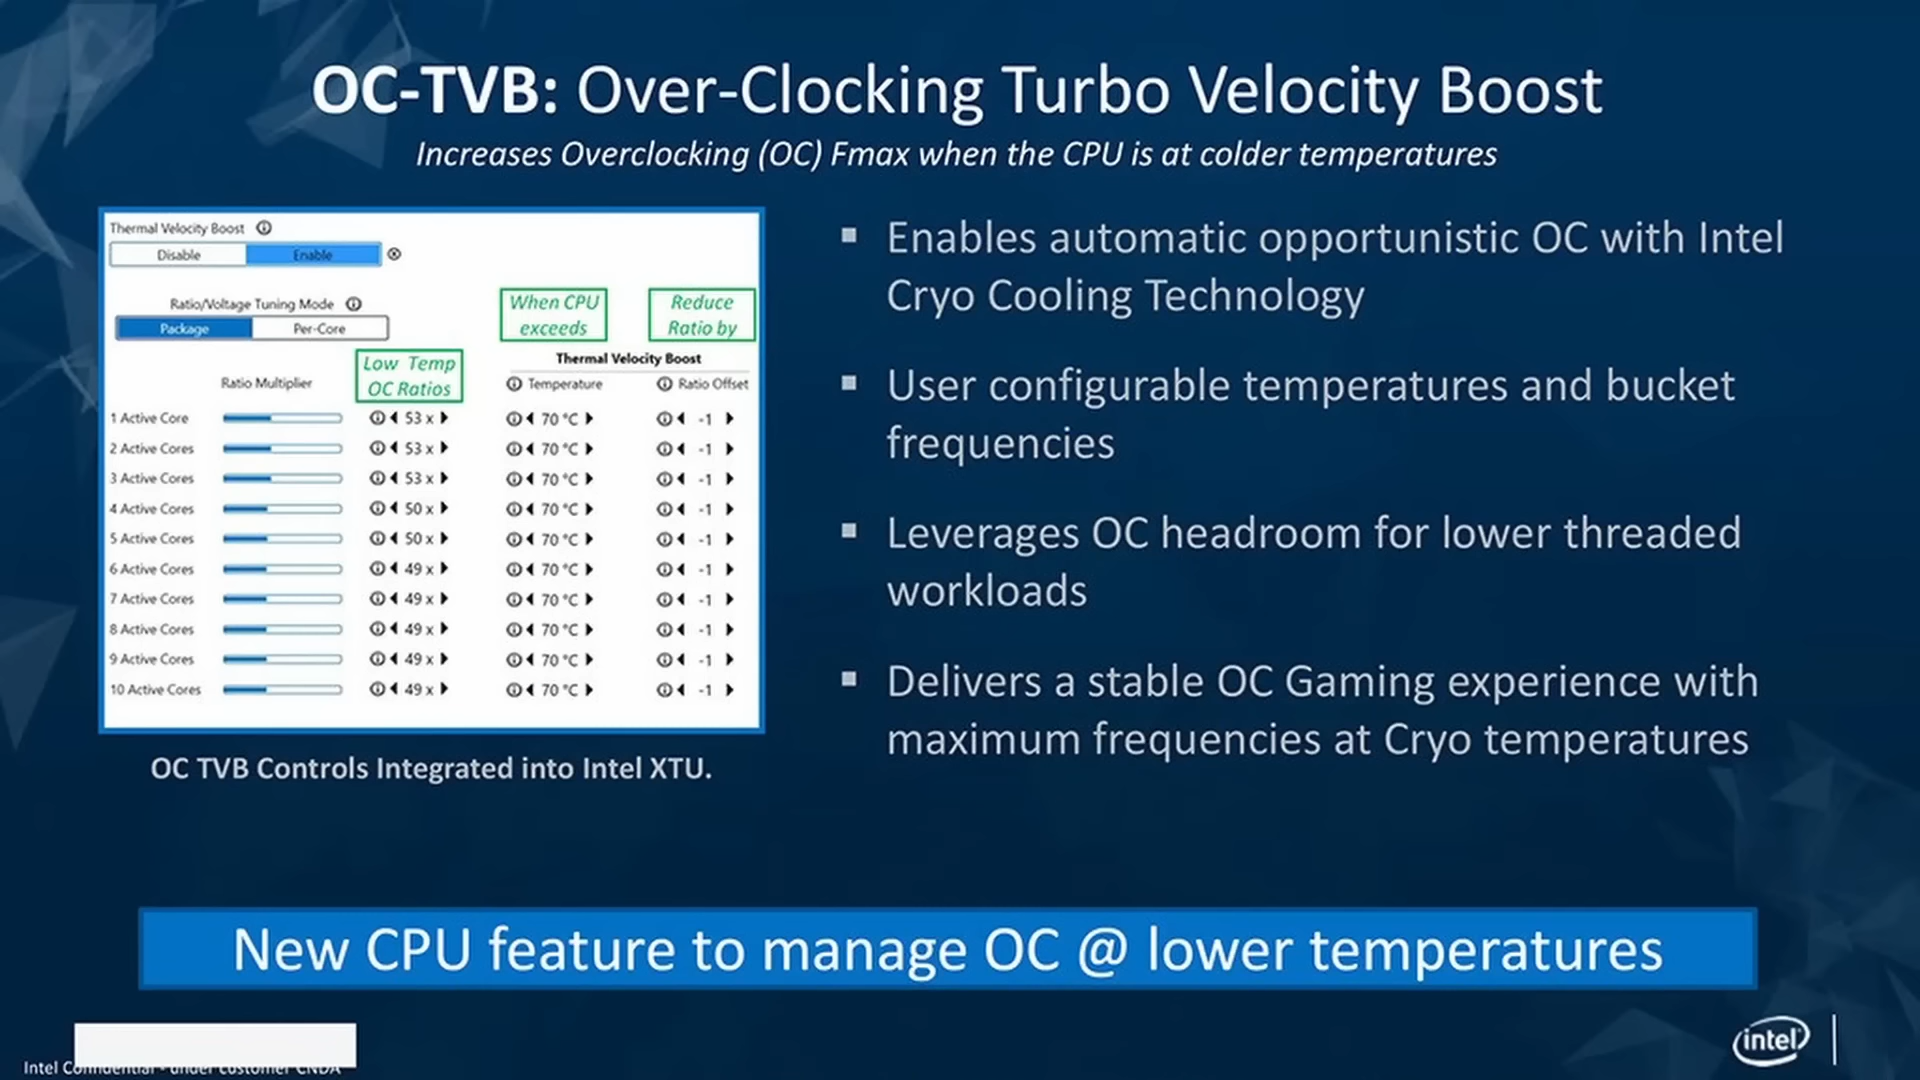 OC-TVB: Over-Clocking Turbo Velocity Boost
Increases Overclocking (OC) Fmax when the CPU is at colder temperatures
Thermal Velocity Boost
Disable Enable
Ratio/Voltage Tuning Mode
Package Per-Core
When CPU exceeds
Reduce Ratio by
Low Temp OC Ratios
Thermal Velocity Boost
Ratio Multiplier Temperature Ratio Offset
1 Active Core 53 x 70 °C -1
2 Active Cores 53 x 70 °C -1
3 Active Cores 53 x 70 °C -1
4 Active Cores 50 x 70 °C -1
5 Active Cores 50 x 70 °C -1
6 Active Cores 49 x 70 °C -1
7 Active Cores 49 x 70 °C -1
8 Active Cores 49 x 70 °C -1
9 Active Cores 49 x 70 °C -1
10 Active Cores 49 x 70 °C -1
OC TVB Controls Integrated into Intel XTU.
▪ Enables automatic opportunistic OC with Intel
Cryo Cooling Technology
▪ User configurable temperatures and bucket
frequencies
▪ Leverages OC headroom for lower threaded
workloads
▪ Delivers a stable OC Gaming experience with
maximum frequencies at Cryo temperatures
New CPU feature to manage OC @ lower temperatures
Intel Confidential - under customer CNDA
intel